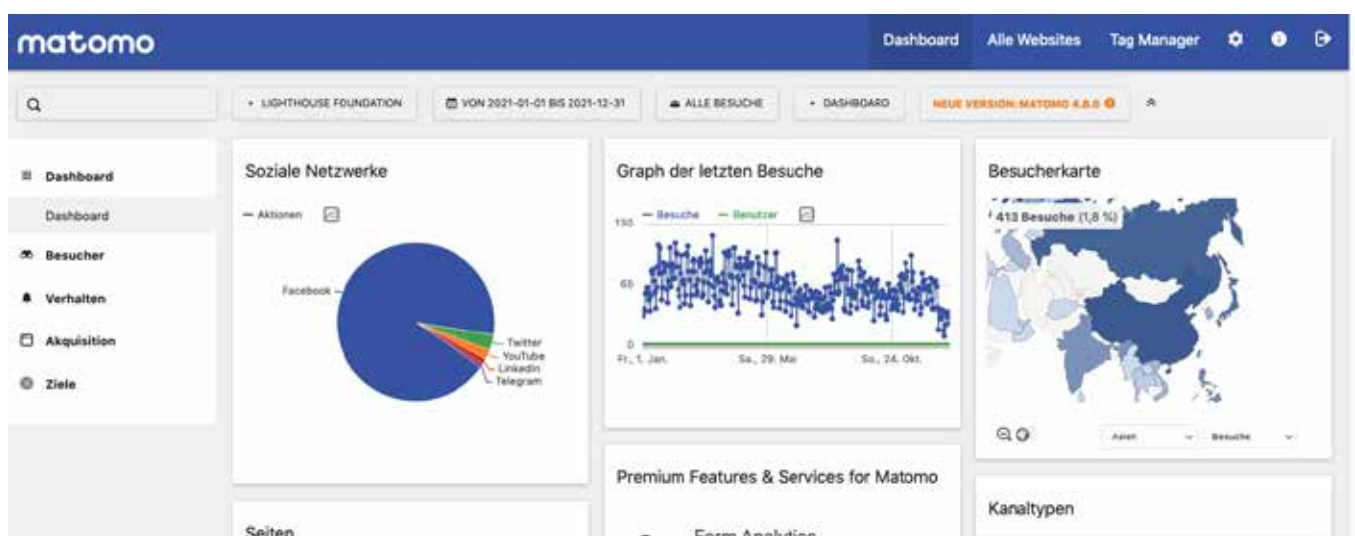 matomo
Dashboard Alle Websites Tag Manager
LIGHTHOUSE FOUNDATION
VON 2021-01-01 BIS 2021-12-31
ALLE BESUCHE
DASHBOARD
NEUE VERSION: MATOMO 4.8.0
Dashboard
Dashboard
Besucher
Verhalten
Akquisition
Ziele
Soziale Netzwerke
Aktionen
Facebook
Twitter
YouTube
LinkedIn
Telegram
Seiten
Graph der letzten Besuche
Besuche Benutzer
130
65
0
Fr., 1. Jan. Sa., 29. Mai So., 24. Okt.
Premium Features & Services for Matomo
Form Analytics
Besucherkarte
413 Besuche (1,8 %)
Asien Besuche
Kanaltypen